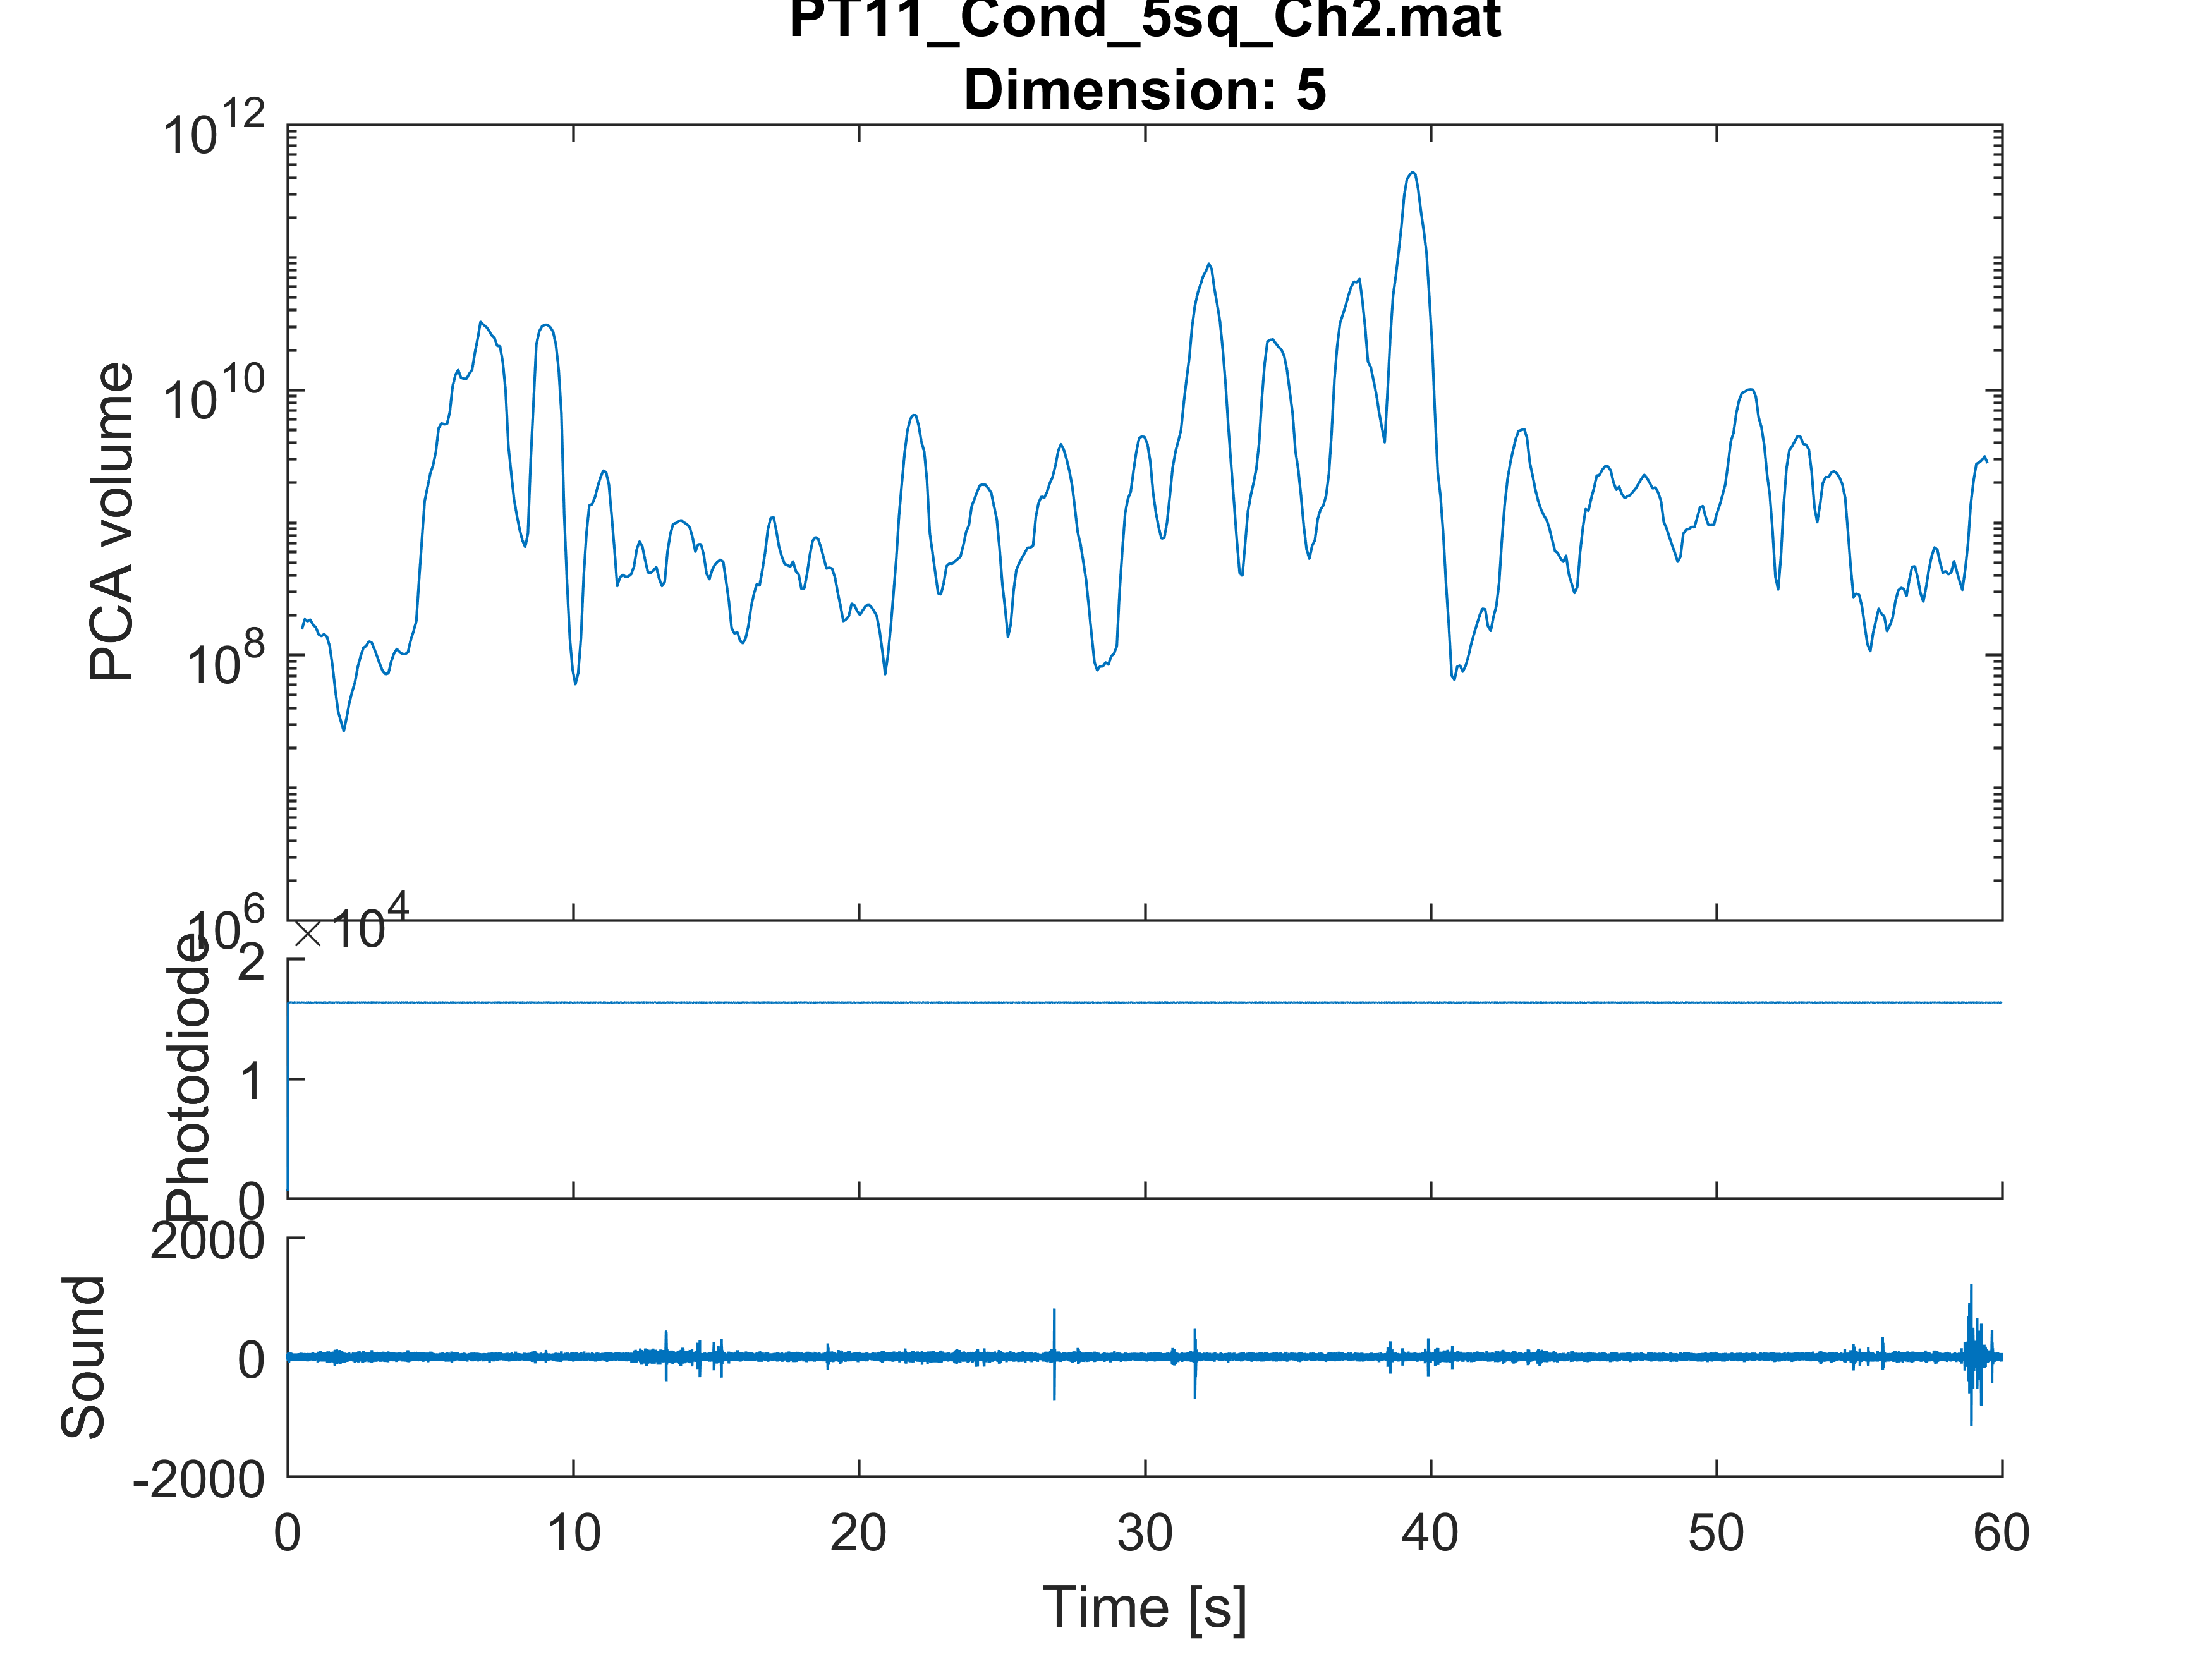 PT11_Cond_5sq_Ch2.mat
Dimension: 5
10^12
10^10
10^8
10^6
PCA volume
× 10^4
2
1
0
Photodiode
2000
0
-2000
Sound
0 10 20 30 40 50 60
Time [s]